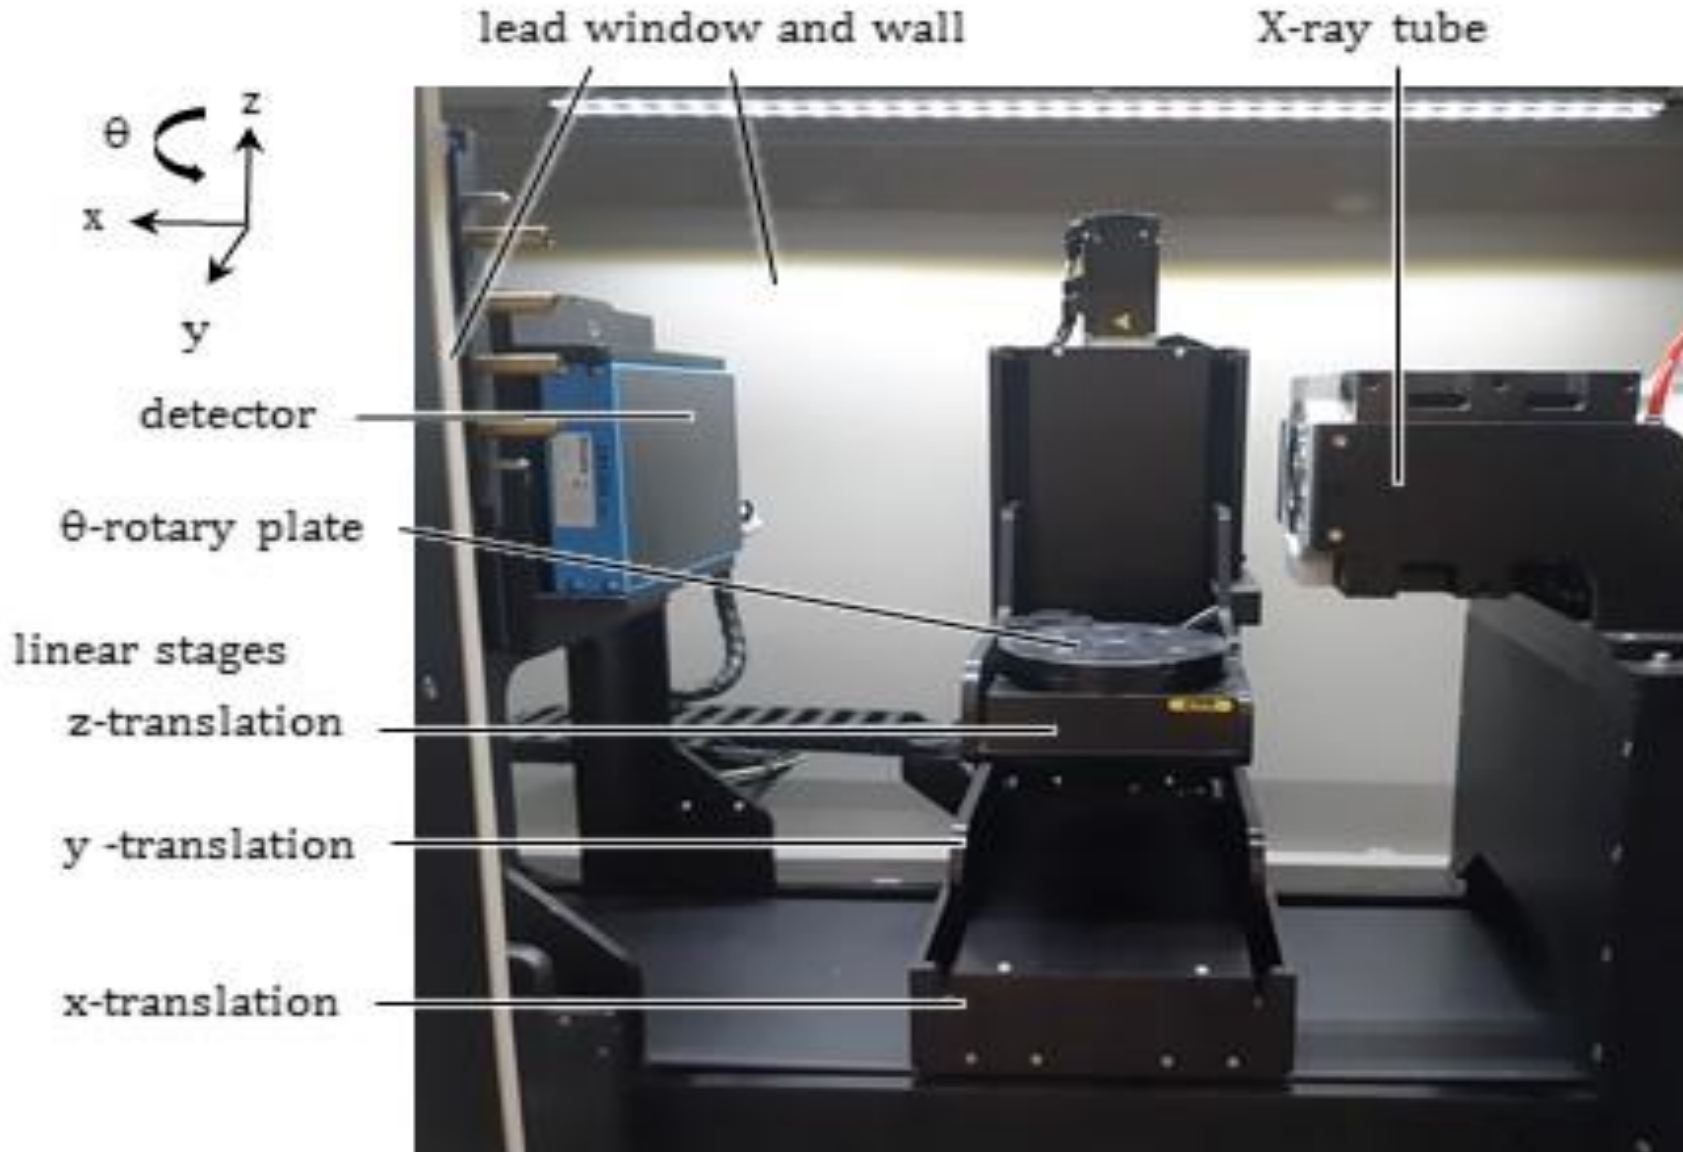 lead window and wall
X-ray tube
z
θ
x
y
detector
θ-rotary plate
linear stages
z-translation
y -translation
x-translation